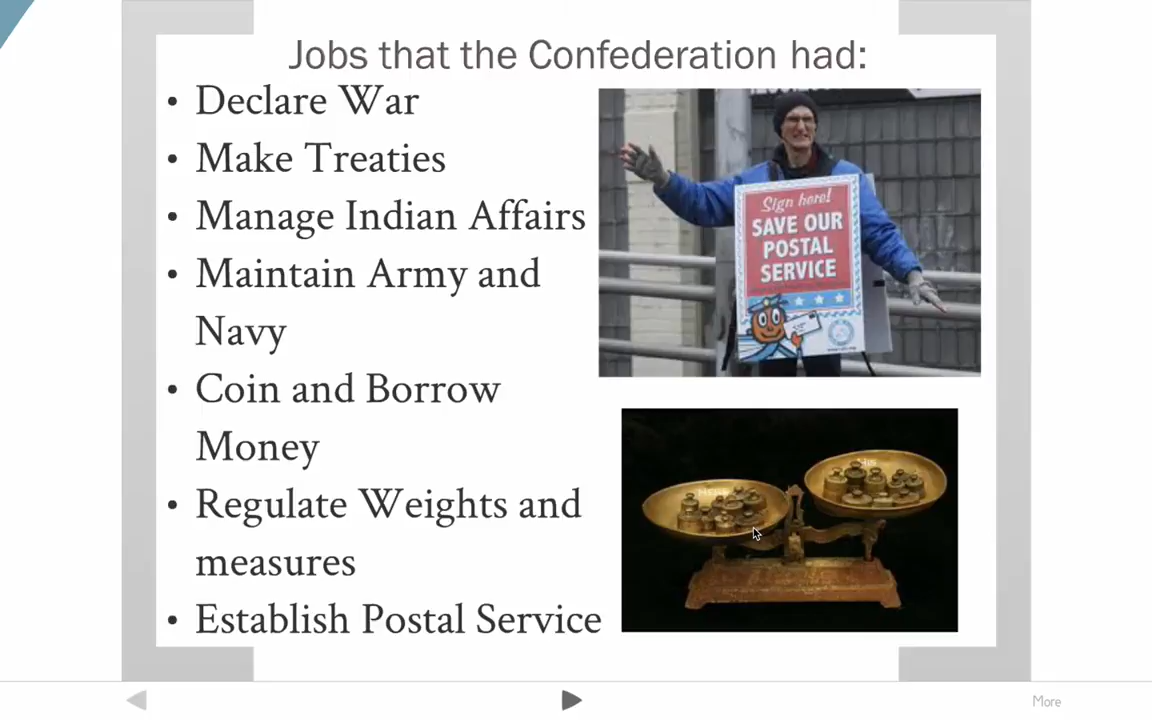 Jobs that the Confederation had:
• Declare War
• Make Treaties
• Manage Indian Affairs
• Maintain Army and
Navy
• Coin and Borrow
Money
• Regulate Weights and
measures
• Establish Postal Service
Sign here!
SAVE OUR
POSTAL
SERVICE
More